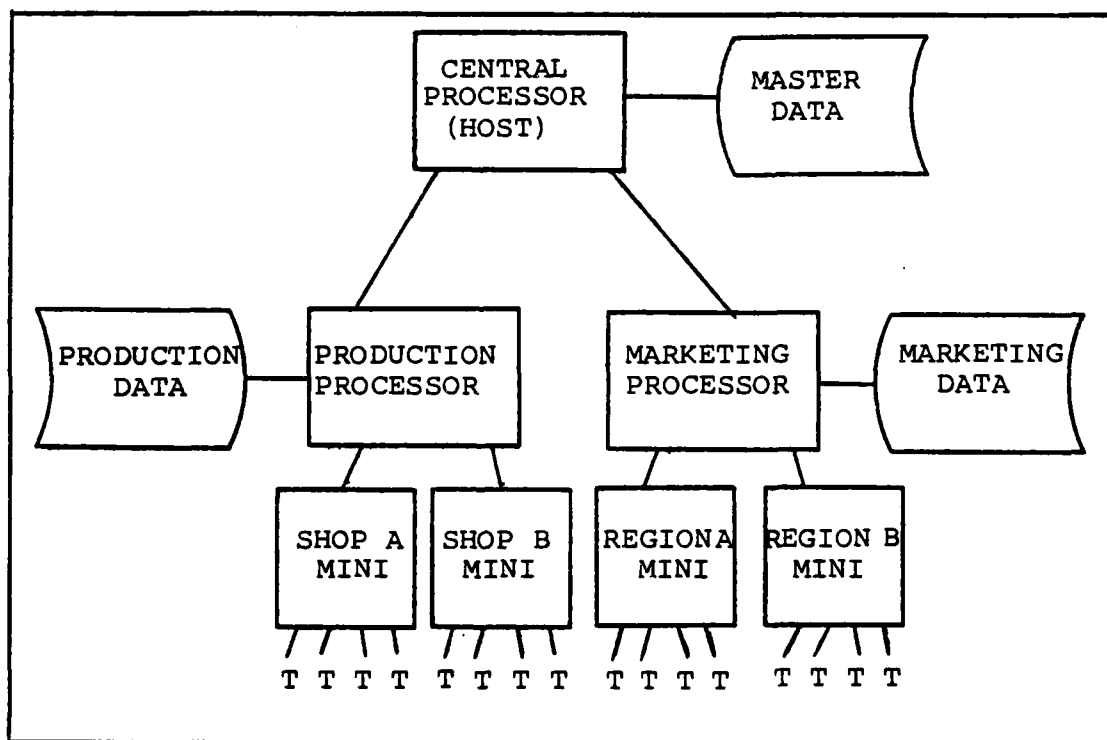 CENTRAL
PROCESSOR
(HOST)
MASTER
DATA
PRODUCTION
DATA
PRODUCTION
PROCESSOR
MARKETING
PROCESSOR
MARKETING
DATA
SHOP A
MINI
SHOP B
MINI
REGION A
MINI
REGION B
MINI
T T T T
T T T T
T T T T
T T T T